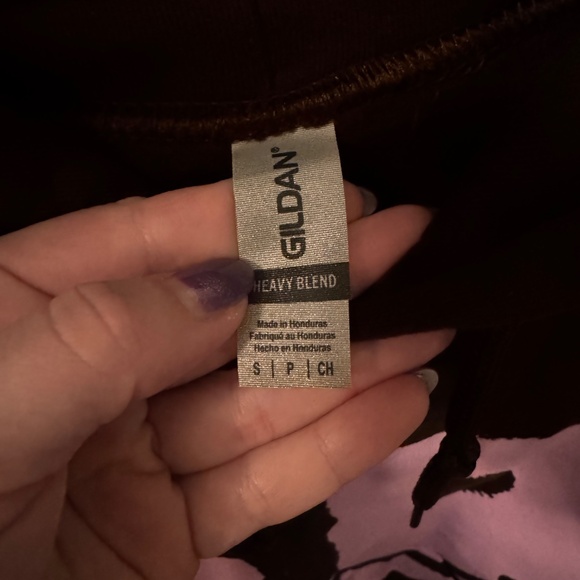 GILDAN®
HEAVY BLEND
Made in Honduras
Fabriqué au Honduras
Hecho en Honduras
S | P | CH